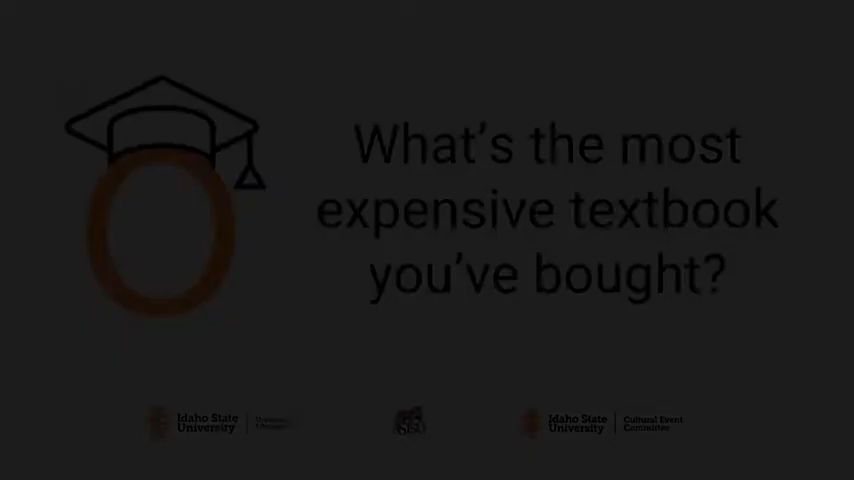 What's the most
expensive textbook
you've bought?
Idaho State
University
Idaho State
University
Cultural Event
Committee